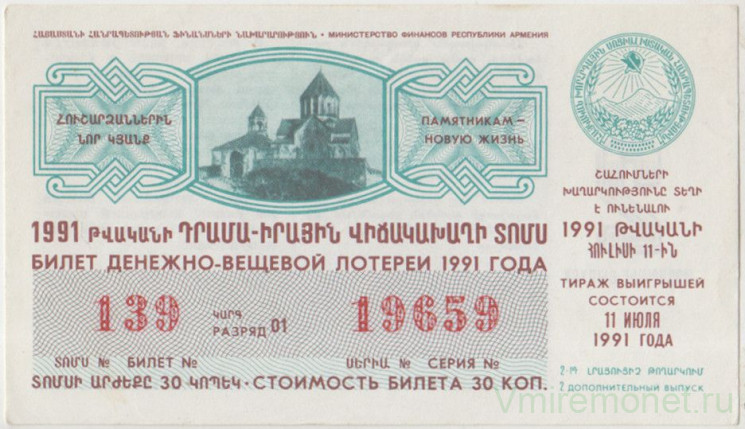 ՀԱՅԱՍՏԱՆԻ ՀԱՆՐԱՊԵՏՈՒԹՅԱՆ ՖԻՆԱՆՍՆԵՐԻ ՆԱԽԱՐԱՐՈՒԹՅՈՒՆ • МИНИСТЕРСТВО ФИНАНСОВ РЕСПУБЛИКИ АРМЕНИЯ
ՀՈՒՇԱՐՁԱՆՆԵՐԻՆ
ՆՈՐ ԿՅԱՆՔ
ПАМЯТНИКАМ –
НОВУЮ ЖИЗНЬ
1991 ԹՎԱԿԱՆԻ ԴՐԱՄԱ-ԻՐԱՅԻՆ ՎԻՃԱԿԱԽԱՂԻ ՏՈՄՍ
БИЛЕТ ДЕНЕЖНО-ВЕЩЕВОЙ ЛОТЕРЕИ 1991 ГОДА
139
ԿԱՐԳ
РАЗРЯД 01
19659
ՏՈՄՍ № БИЛЕТ №
ՍԵՐԻԱ № СЕРИЯ №
ՏՈՄՍԻ ԱՐԺԵՔԸ 30 ԿՈՊԵԿ • СТОИМОСТЬ БИЛЕТА 30 КОП.
ՇԱՀՈՒՄՆԵՐԻ
ԽԱՂԱՐԿՈՒԹՅՈՒՆԸ ՏԵՂԻ
Է ՈՒՆԵՆԱԼՈՒ
1991 ԹՎԱԿԱՆԻ
ՀՈՒԼԻՍԻ 11-ԻՆ
ТИРАЖ ВЫИГРЫШЕЙ
СОСТОИТСЯ
11 ИЮЛЯ
1991 ГОДА
2-ՐԴ ԼՐԱՑՈՒՑԻՉ ԹՈՂԱՐԿՈՒՄ
2 ДОПОЛНИТЕЛЬНЫЙ ВЫПУСК
Vmiremonet.ru